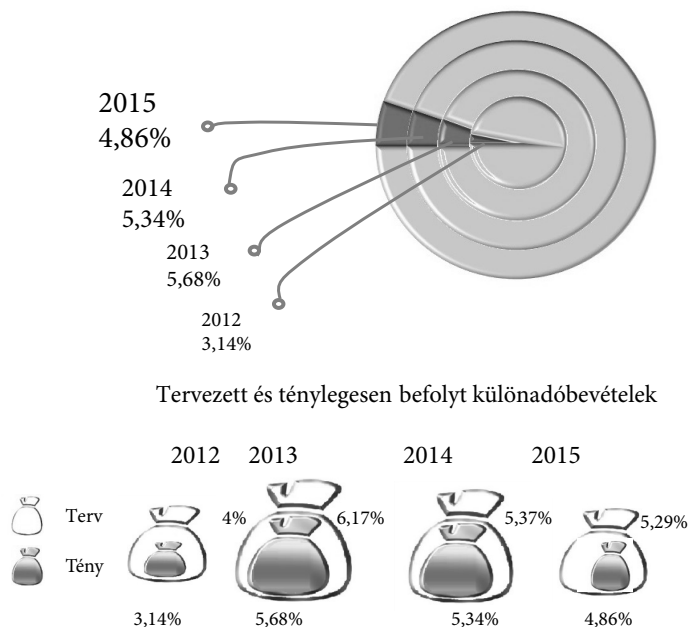 2015
4,86%
2014
5,34%
2013
5,68%
2012
3,14%
Tervezett és ténylegesen befolyt különadóbevételek
2012 2013 2014 2015
Terv 4% 6,17% 5,37% 5,29%
Tény
3,14% 5,68% 5,34% 4,86%